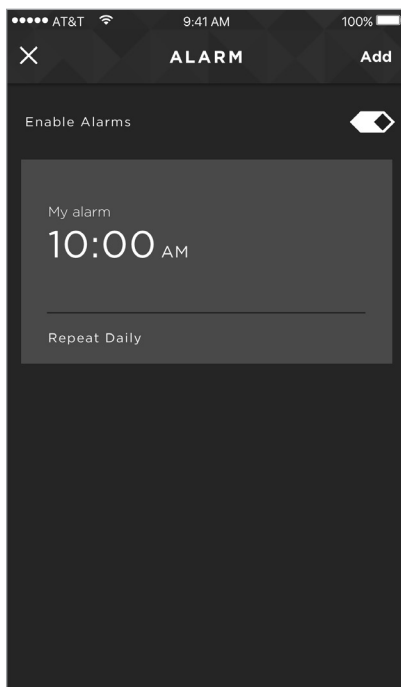 AT&T 9:41 AM 100%
ALARM Add
Enable Alarms
My alarm
10:00 AM
Repeat Daily